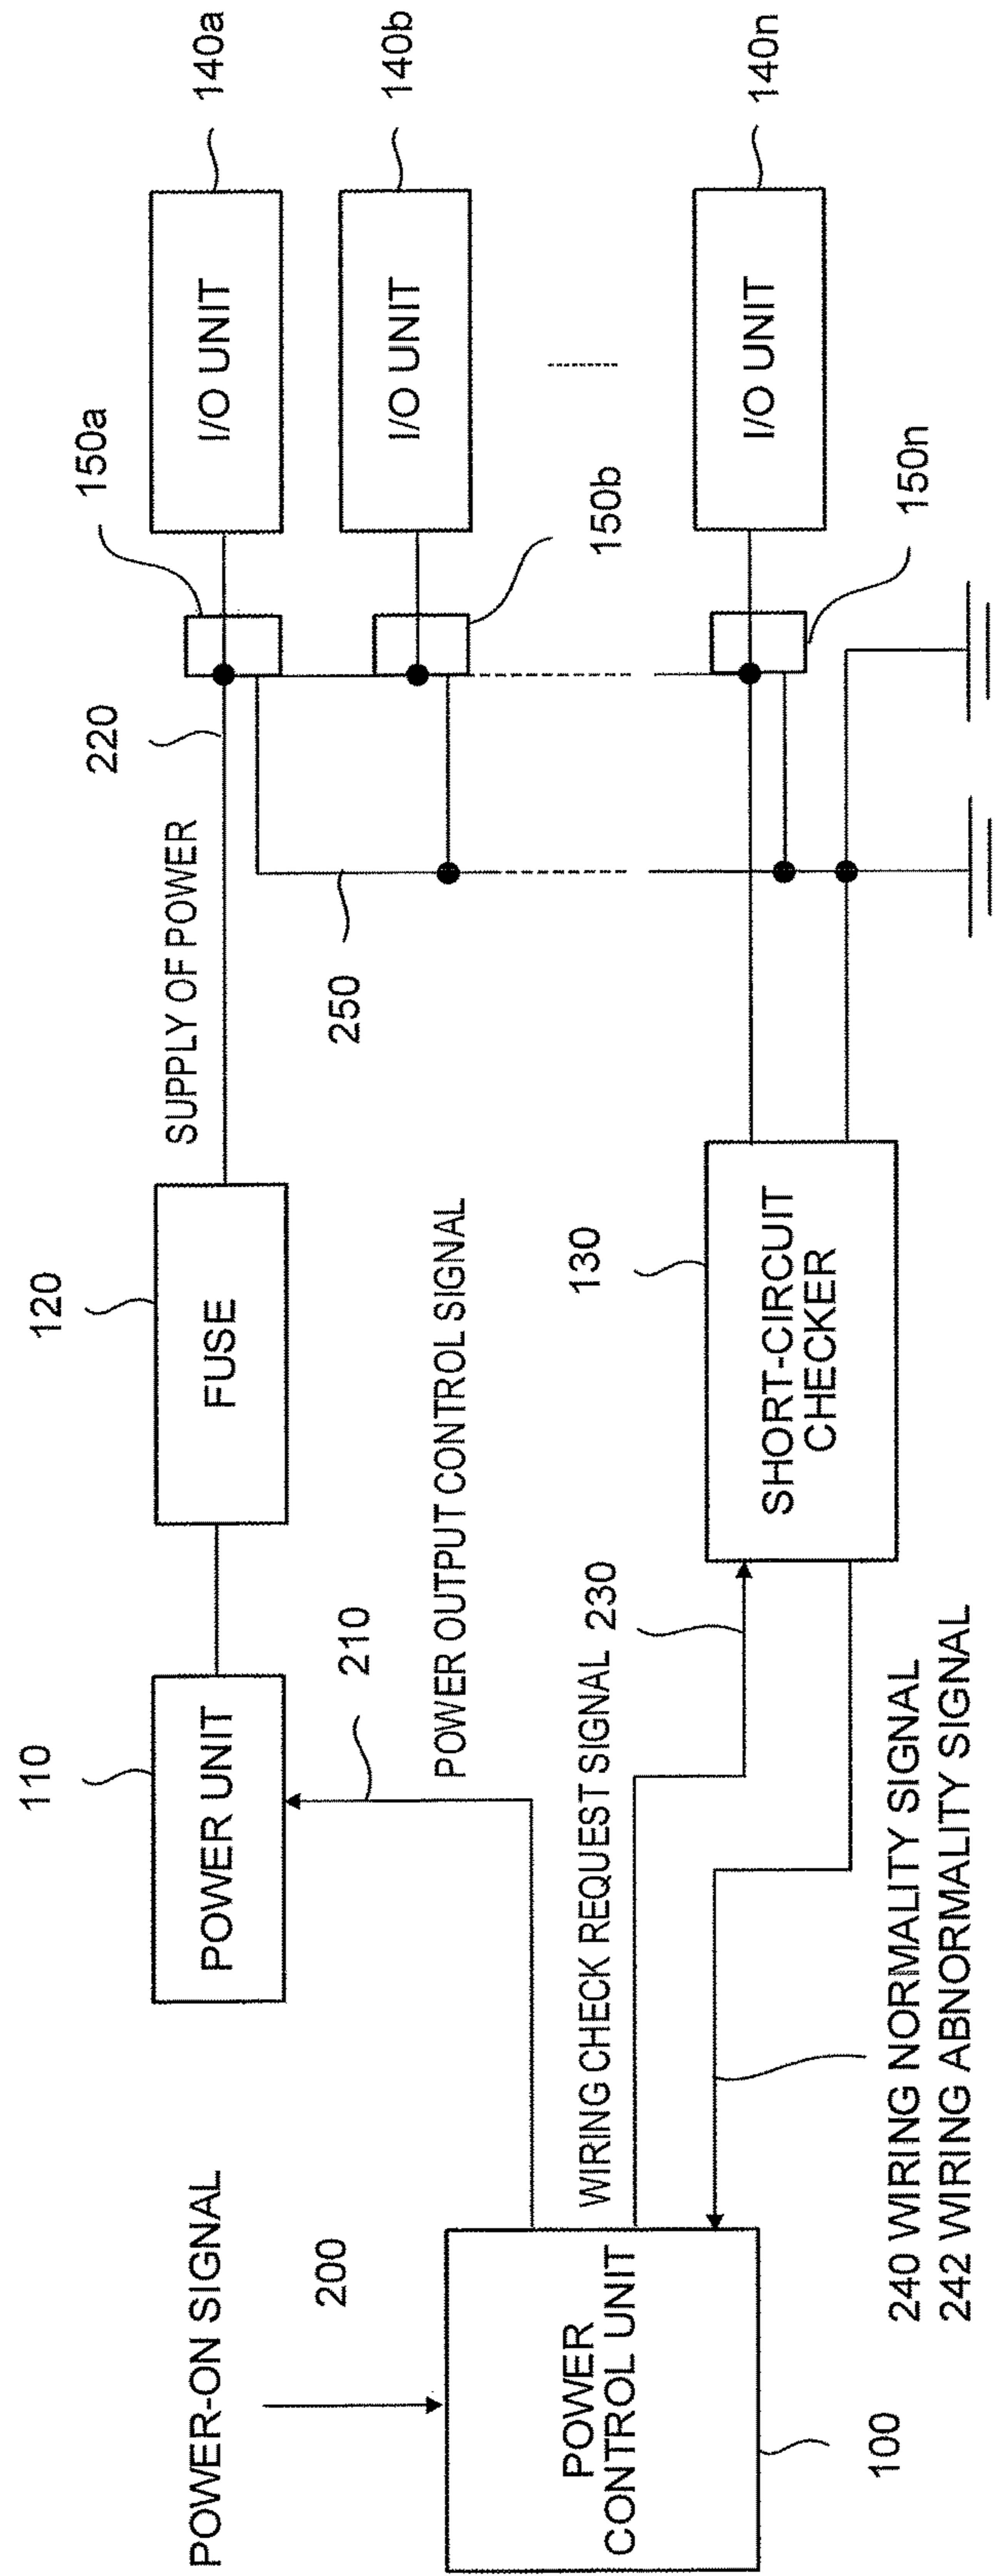 POWER-ON SIGNAL
200
POWER
CONTROL UNIT
100
110
POWER UNIT
210
POWER OUTPUT CONTROL SIGNAL
120
FUSE
SUPPLY OF POWER
220
WIRING CHECK REQUEST SIGNAL 230
240 WIRING NORMALITY SIGNAL
242 WIRING ABNORMALITY SIGNAL
130
SHORT-CIRCUIT
CHECKER
250
150a
150b
150n
I/O UNIT
140a
I/O UNIT
140b
I/O UNIT
140n